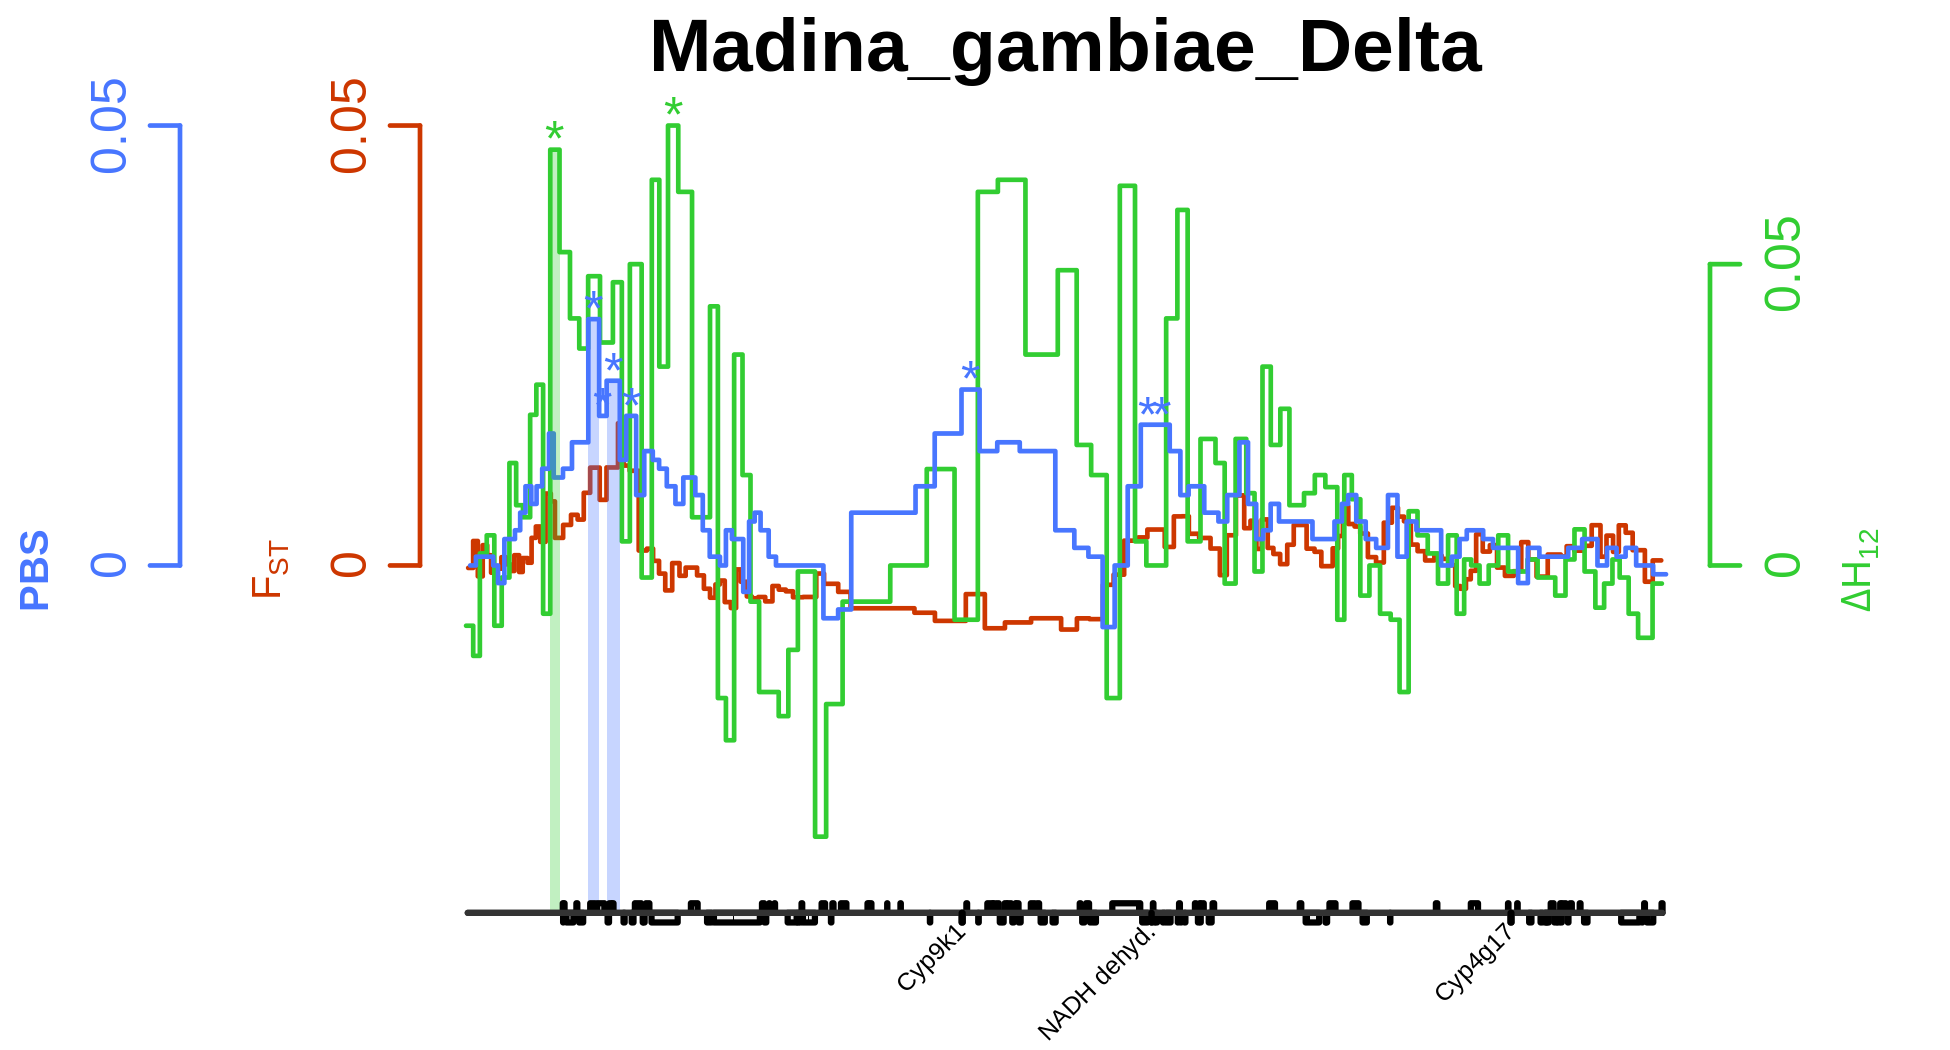 Madina_gambiae_Delta
PBS
0.05
0
FST
0.05
0
* *
* * * * * **
0.05
0
ΔH12
Cyp9k1
NADH dehyd.
Cyp4g17